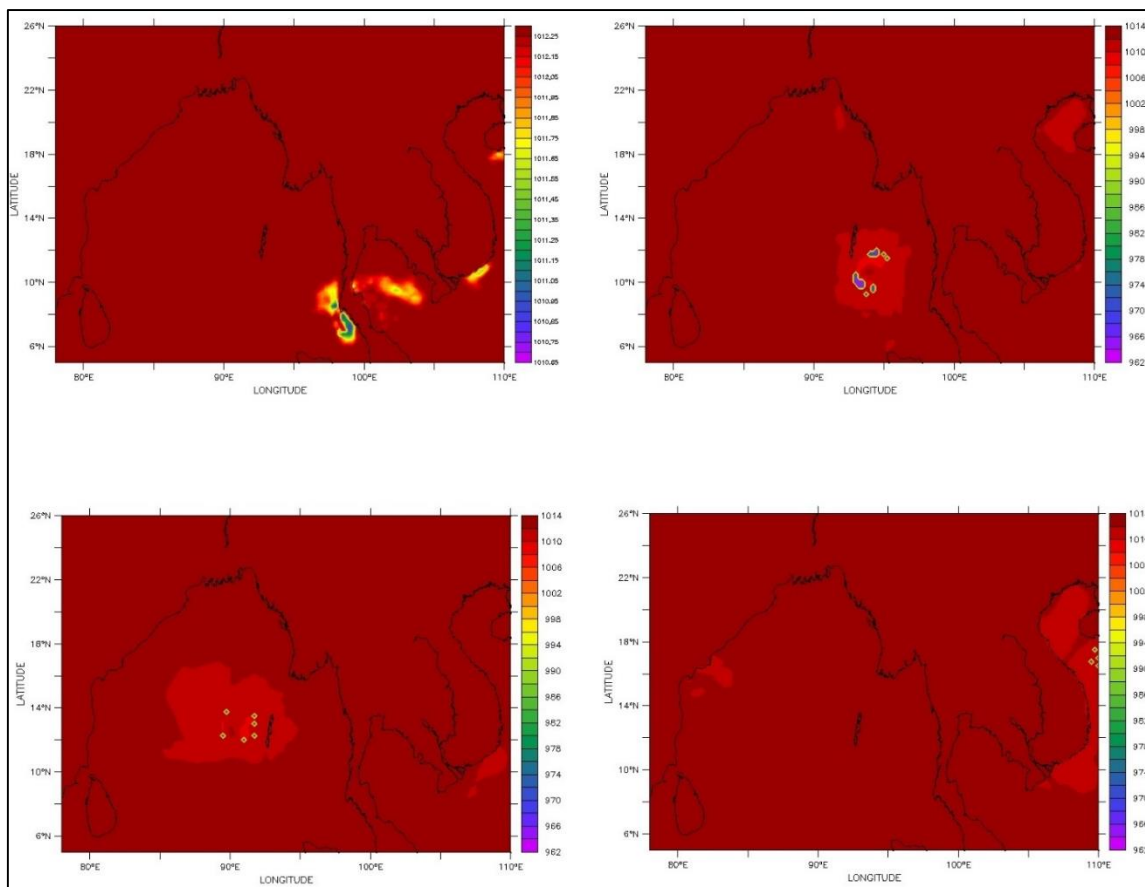 26°N
22°N
18°N
14°N
10°N
6°N
LATITUDE
80°E 90°E 100°E 110°E
LONGITUDE
1012.25
1012.15
1012.05
1011.95
1011.85
1011.75
1011.65
1011.55
1011.45
1011.35
1011.25
1011.15
1011.05
1010.95
1010.85
1010.75
1010.65
26°N
22°N
18°N
14°N
10°N
6°N
LATITUDE
80°E 90°E 100°E 110°E
LONGITUDE
1014
1010
1006
1002
998
994
990
986
982
978
974
970
966
962
26°N
22°N
18°N
14°N
10°N
6°N
LATITUDE
80°E 90°E 100°E 110°E
LONGITUDE
1014
1010
1006
1002
998
994
990
986
982
978
974
970
966
962
26°N
22°N
18°N
14°N
10°N
6°N
LATITUDE
80°E 90°E 100°E 110°E
LONGITUDE